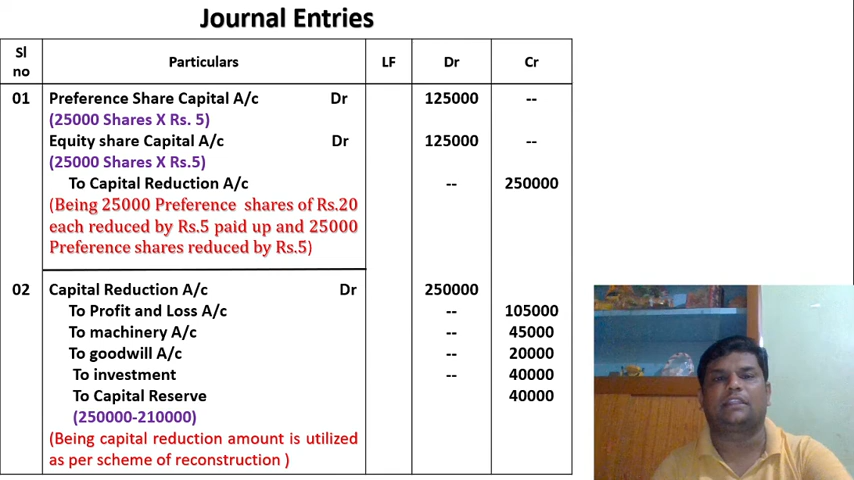 Journal Entries
Sl no Particulars LF Dr Cr
01 Preference Share Capital A/c Dr 125000 --
(25000 Shares X Rs. 5)
Equity share Capital A/c Dr 125000 --
(25000 Shares X Rs.5)
To Capital Reduction A/c -- 250000
(Being 25000 Preference shares of Rs.20
each reduced by Rs.5 paid up and 25000
Preference shares reduced by Rs.5)
02 Capital Reduction A/c Dr 250000
To Profit and Loss A/c -- 105000
To machinery A/c -- 45000
To goodwill A/c -- 20000
To investment -- 40000
To Capital Reserve 40000
(250000-210000)
(Being capital reduction amount is utilized
as per scheme of reconstruction )